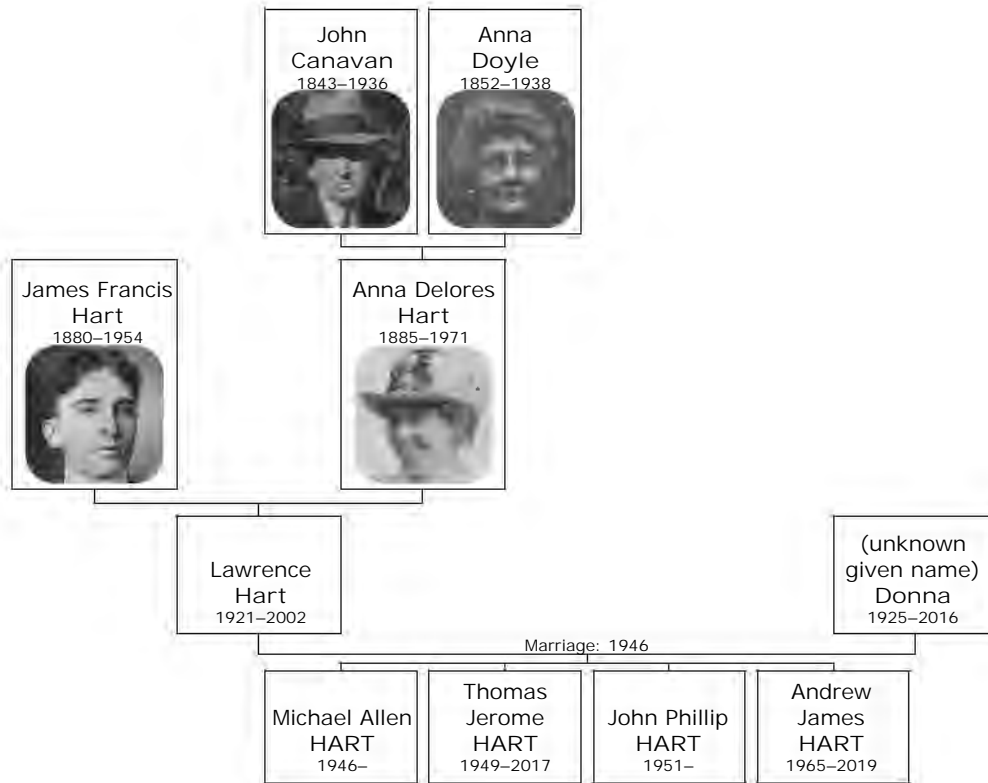 John
Canavan
1843–1936
Anna
Doyle
1852–1938
James Francis
Hart
1880–1954
Anna Delores
Hart
1885–1971
Lawrence
Hart
1921–2002
(unknown
given name)
Donna
1925–2016
Marriage: 1946
Michael Allen
HART
1946–
Thomas
Jerome
HART
1949–2017
John Phillip
HART
1951–
Andrew
James
HART
1965–2019